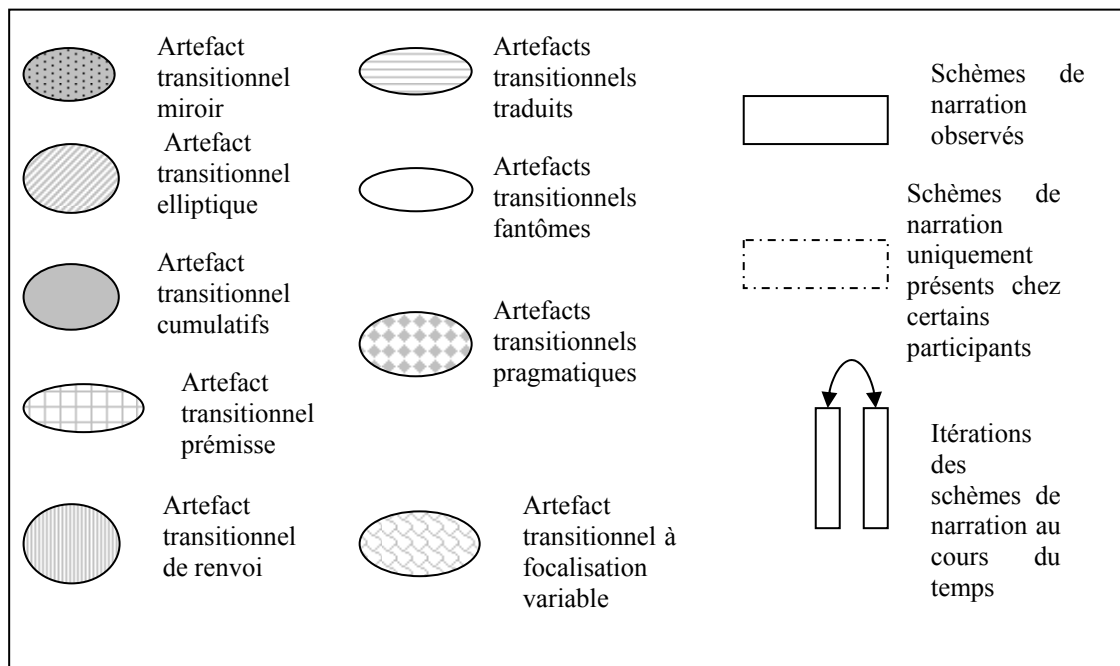 Artefact
transitionnel
miroir
Artefact
transitionnel
elliptique
Artefact
transitionnel
cumulatifs
Artefact
transitionnel
prémisse
Artefact
transitionnel
de renvoi
Artefacts
transitionnels
traduits
Artefacts
transitionnels
fantômes
Artefacts
transitionnels
pragmatiques
Artefact
transitionnel à
focalisation
variable
Schèmes de
narration
observés
Schèmes de
narration
uniquement
présents chez
certains
participants
Itérations
des
schèmes de
narration au
cours du
temps